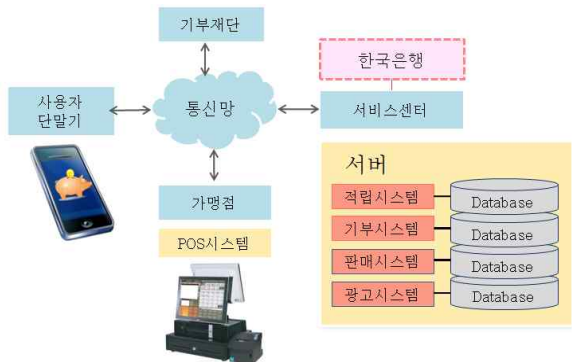 기부재단
한국은행
사용자
단말기
통신망
서비스센터
가맹점
POS시스템
서버
적립시스템
Database
기부시스템
Database
판매시스템
Database
광고시스템
Database